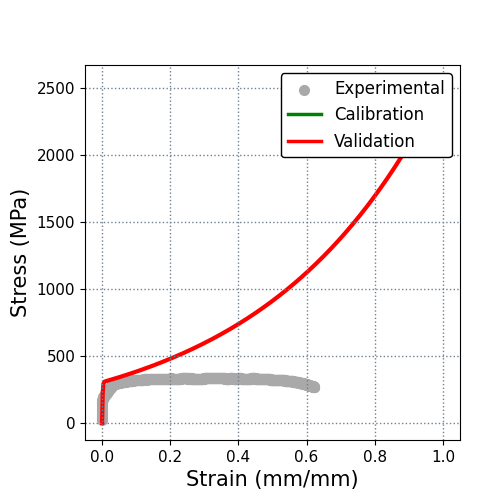 2500
2000
1500
1000
500
0
Stress (MPa)
Experimental
Calibration
Validation
0.0 0.2 0.4 0.6 0.8 1.0
Strain (mm/mm)